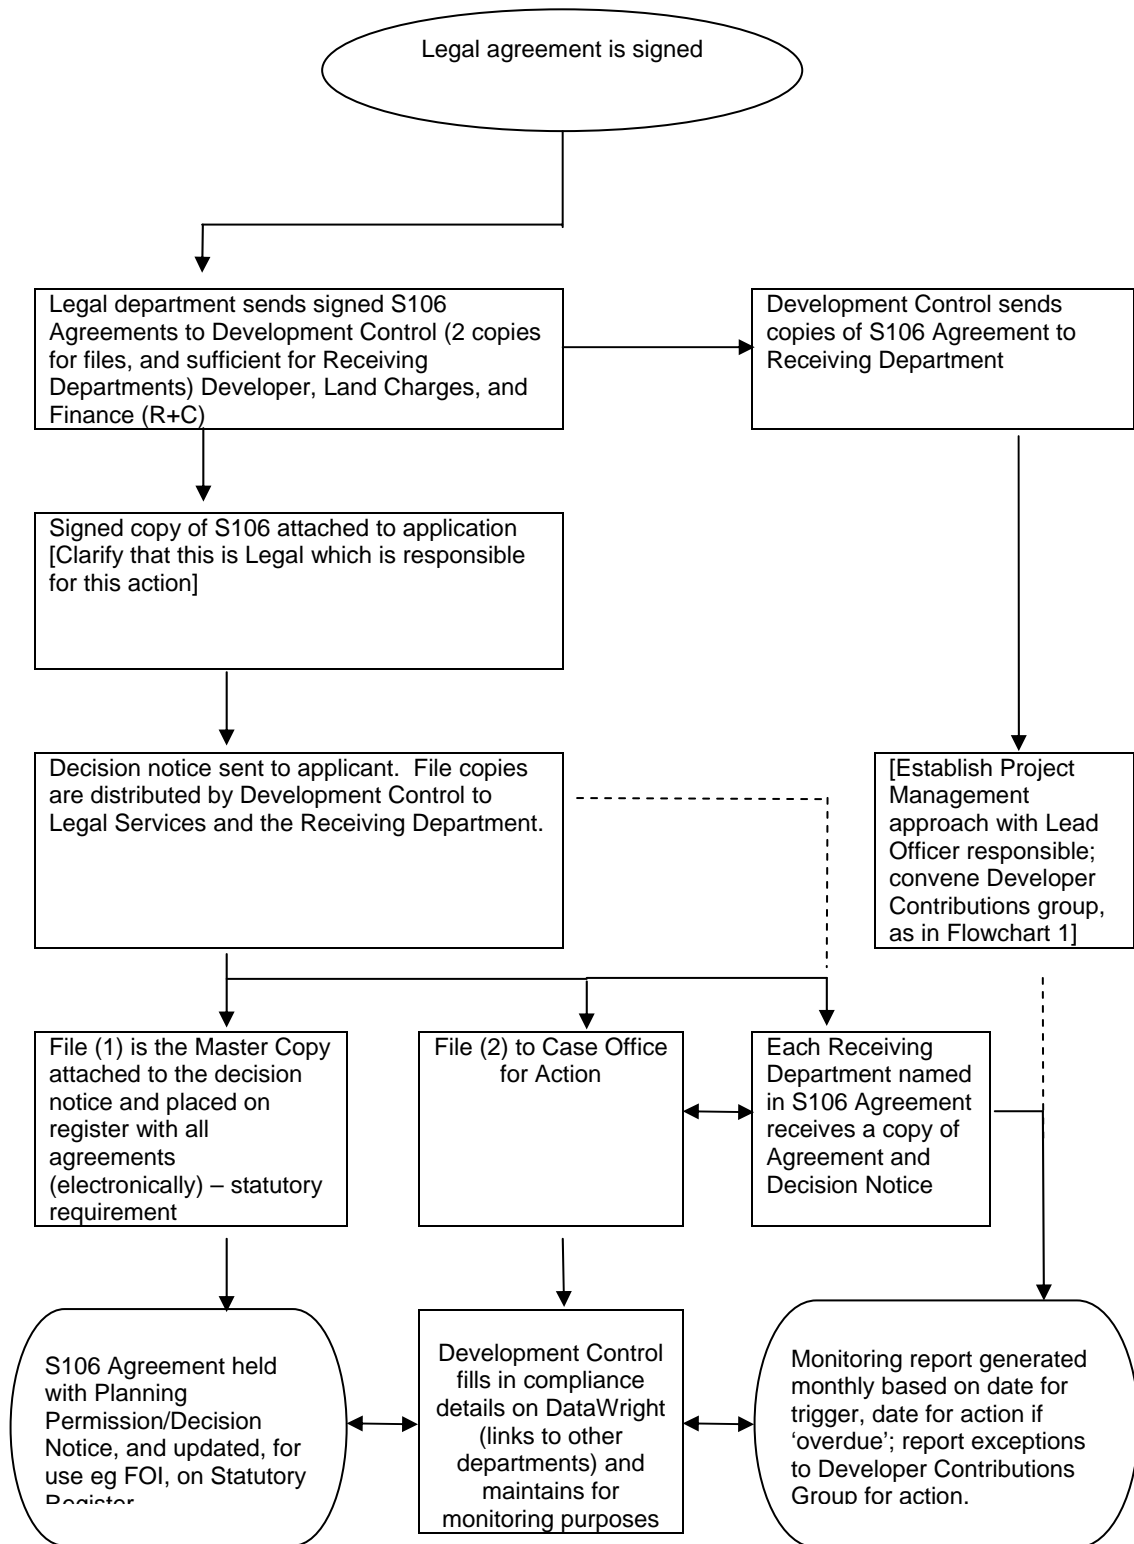 Legal agreement is signed
Legal department sends signed S106
Agreements to Development Control (2 copies
for files, and sufficient for Receiving
Departments) Developer, Land Charges, and
Finance (R+C)
Development Control sends
copies of S106 Agreement to
Receiving Department
Signed copy of S106 attached to application
[Clarify that this is Legal which is responsible
for this action]
Decision notice sent to applicant.  File copies
are distributed by Development Control to
Legal Services and the Receiving Department.
[Establish Project
Management
approach with Lead
Officer responsible;
convene Developer
Contributions group,
as in Flowchart 1]
File (1) is the Master Copy
attached to the decision
notice and placed on
register with all
agreements
(electronically) – statutory
requirement
File (2) to Case Office
for Action
Each Receiving
Department named
in S106 Agreement
receives a copy of
Agreement and
Decision Notice
S106 Agreement held
with Planning
Permission/Decision
Notice, and updated, for
use eg FOI, on Statutory
Register
Development Control
fills in compliance
details on DataWright
(links to other
departments) and
maintains for
monitoring purposes
Monitoring report generated
monthly based on date for
trigger, date for action if
‘overdue’; report exceptions
to Developer Contributions
Group for action.